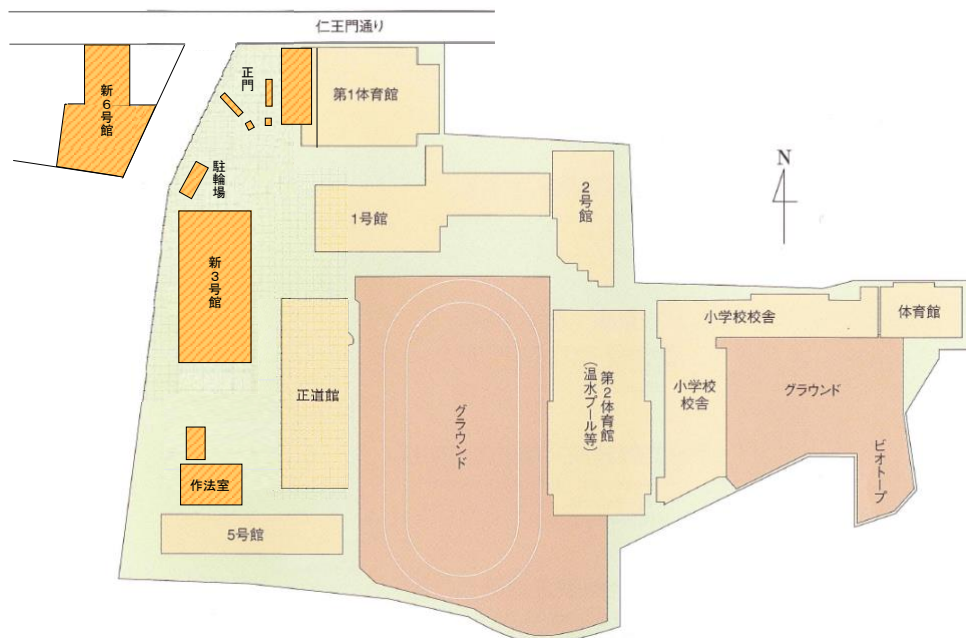 仁王門通り
新6号館
正門
第1体育館
駐輪場
1号館
2号館
N
新3号館
小学校校舎
体育館
正道館
グラウンド
第2体育館
(温水プール等)
小学校
校舎
グラウンド
ビオトープ
作法室
5号館